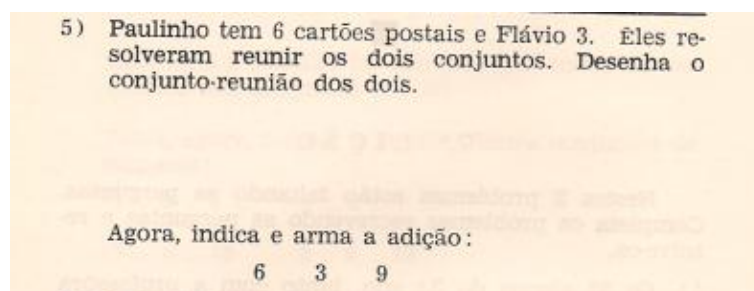 5) Paulinho tem 6 cartões postais e Flávio 3. Êles re-
solveram reunir os dois conjuntos. Desenha o
conjunto-reunião dos dois.
Agora, indica e arma a adição:
6 3 9